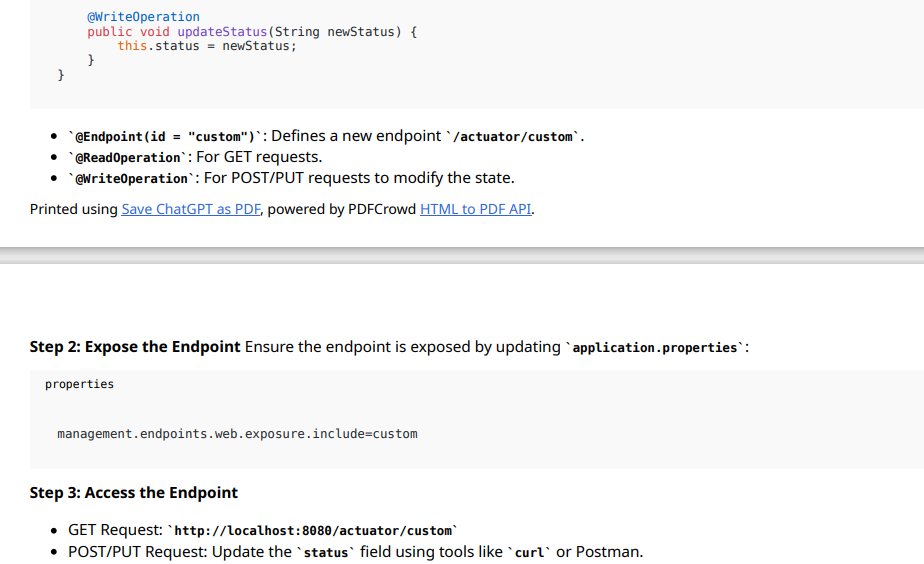 @WriteOperation
public void updateStatus(String newStatus) {
this.status = newStatus;
}
}
`@Endpoint(id = "custom")`: Defines a new endpoint `/actuator/custom`.
`@ReadOperation`: For GET requests.
`@WriteOperation`: For POST/PUT requests to modify the state.
Printed using Save ChatGPT as PDF, powered by PDFCrowd HTML to PDF API.
Step 2: Expose the Endpoint Ensure the endpoint is exposed by updating `application.properties`:
properties
management.endpoints.web.exposure.include=custom
Step 3: Access the Endpoint
GET Request: `http://localhost:8080/actuator/custom`
POST/PUT Request: Update the `status` field using tools like `curl` or Postman.